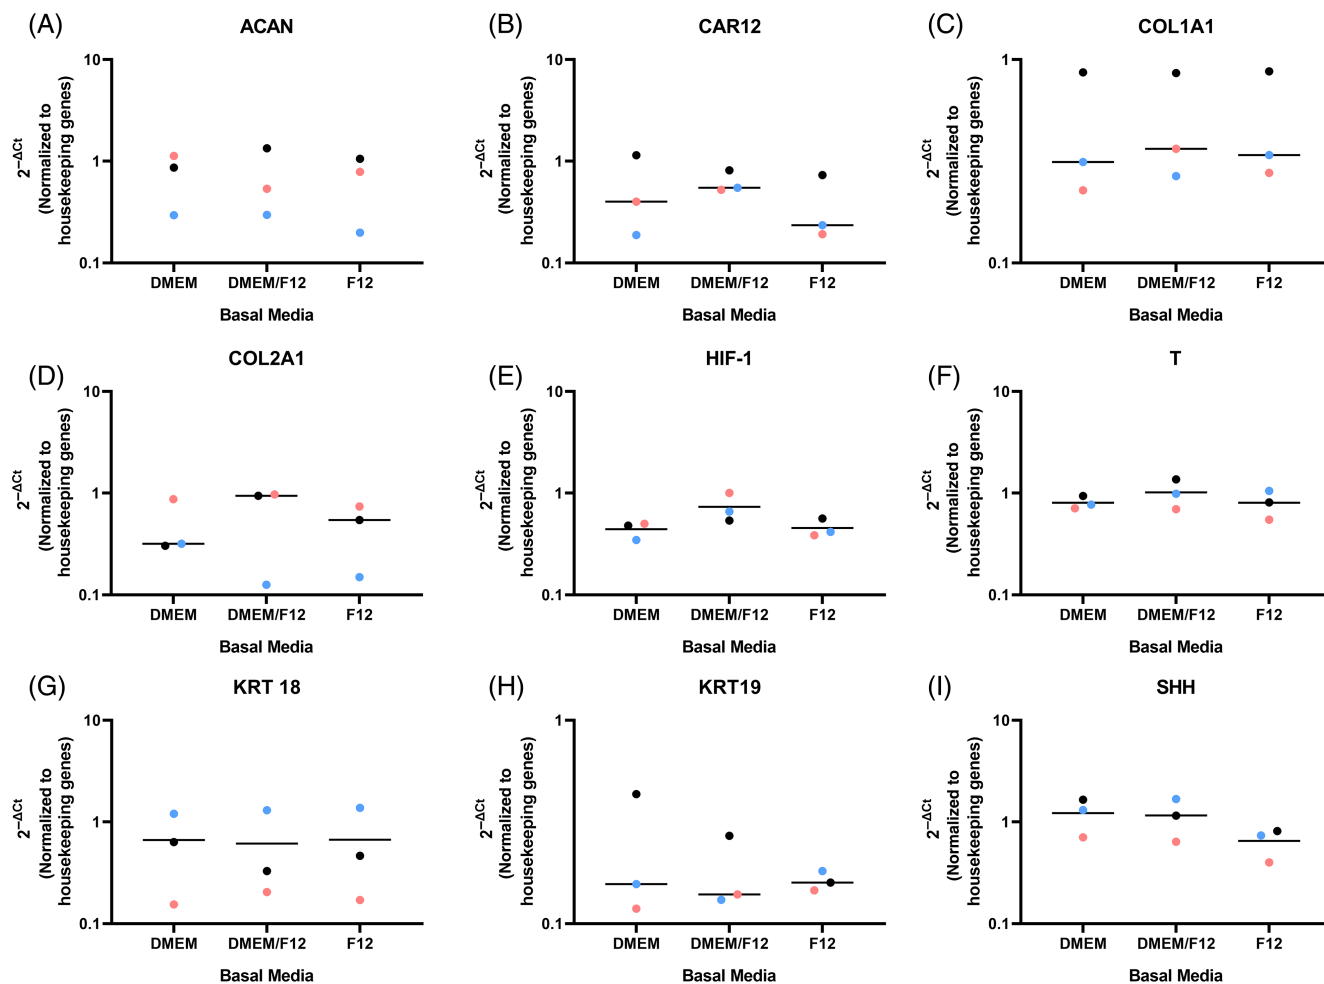 (A) ACAN
2−ΔCt
(Normalized to
housekeeping genes)
10
1
0.1
DMEM DMEM/F12 F12
Basal Media
(B) CAR12
2−ΔCt
(Normalized to
housekeeping genes)
10
1
0.1
DMEM DMEM/F12 F12
Basal Media
(C) COL1A1
2−ΔCt
(Normalized to
housekeeping genes)
1
0.1
DMEM DMEM/F12 F12
Basal Media
(D) COL2A1
2−ΔCt
(Normalized to
housekeeping genes)
10
1
0.1
DMEM DMEM/F12 F12
Basal Media
(E) HIF-1
2−ΔCt
(Normalized to
housekeeping genes)
10
1
0.1
DMEM DMEM/F12 F12
Basal Media
(F) T
2−ΔCt
(Normalized to
housekeeping genes)
10
1
0.1
DMEM DMEM/F12 F12
Basal Media
(G) KRT 18
2−ΔCt
(Normalized to
housekeeping genes)
10
1
0.1
DMEM DMEM/F12 F12
Basal Media
(H) KRT19
2−ΔCt
(Normalized to
housekeeping genes)
1
0.1
DMEM DMEM/F12 F12
Basal Media
(I) SHH
2−ΔCt
(Normalized to
housekeeping genes)
10
1
0.1
DMEM DMEM/F12 F12
Basal Media